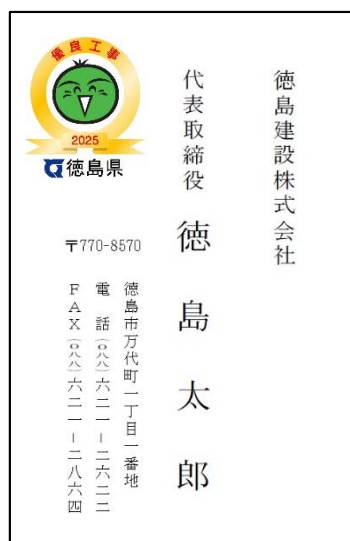 徳島建設株式会社
代表取締役 徳島太郎
優良工事
2025
徳島県
〒770-8570
徳島市万代町一丁目一番地
電話(〇八八)六二一-二六二二
FAX(〇八八)六二一-二八六四